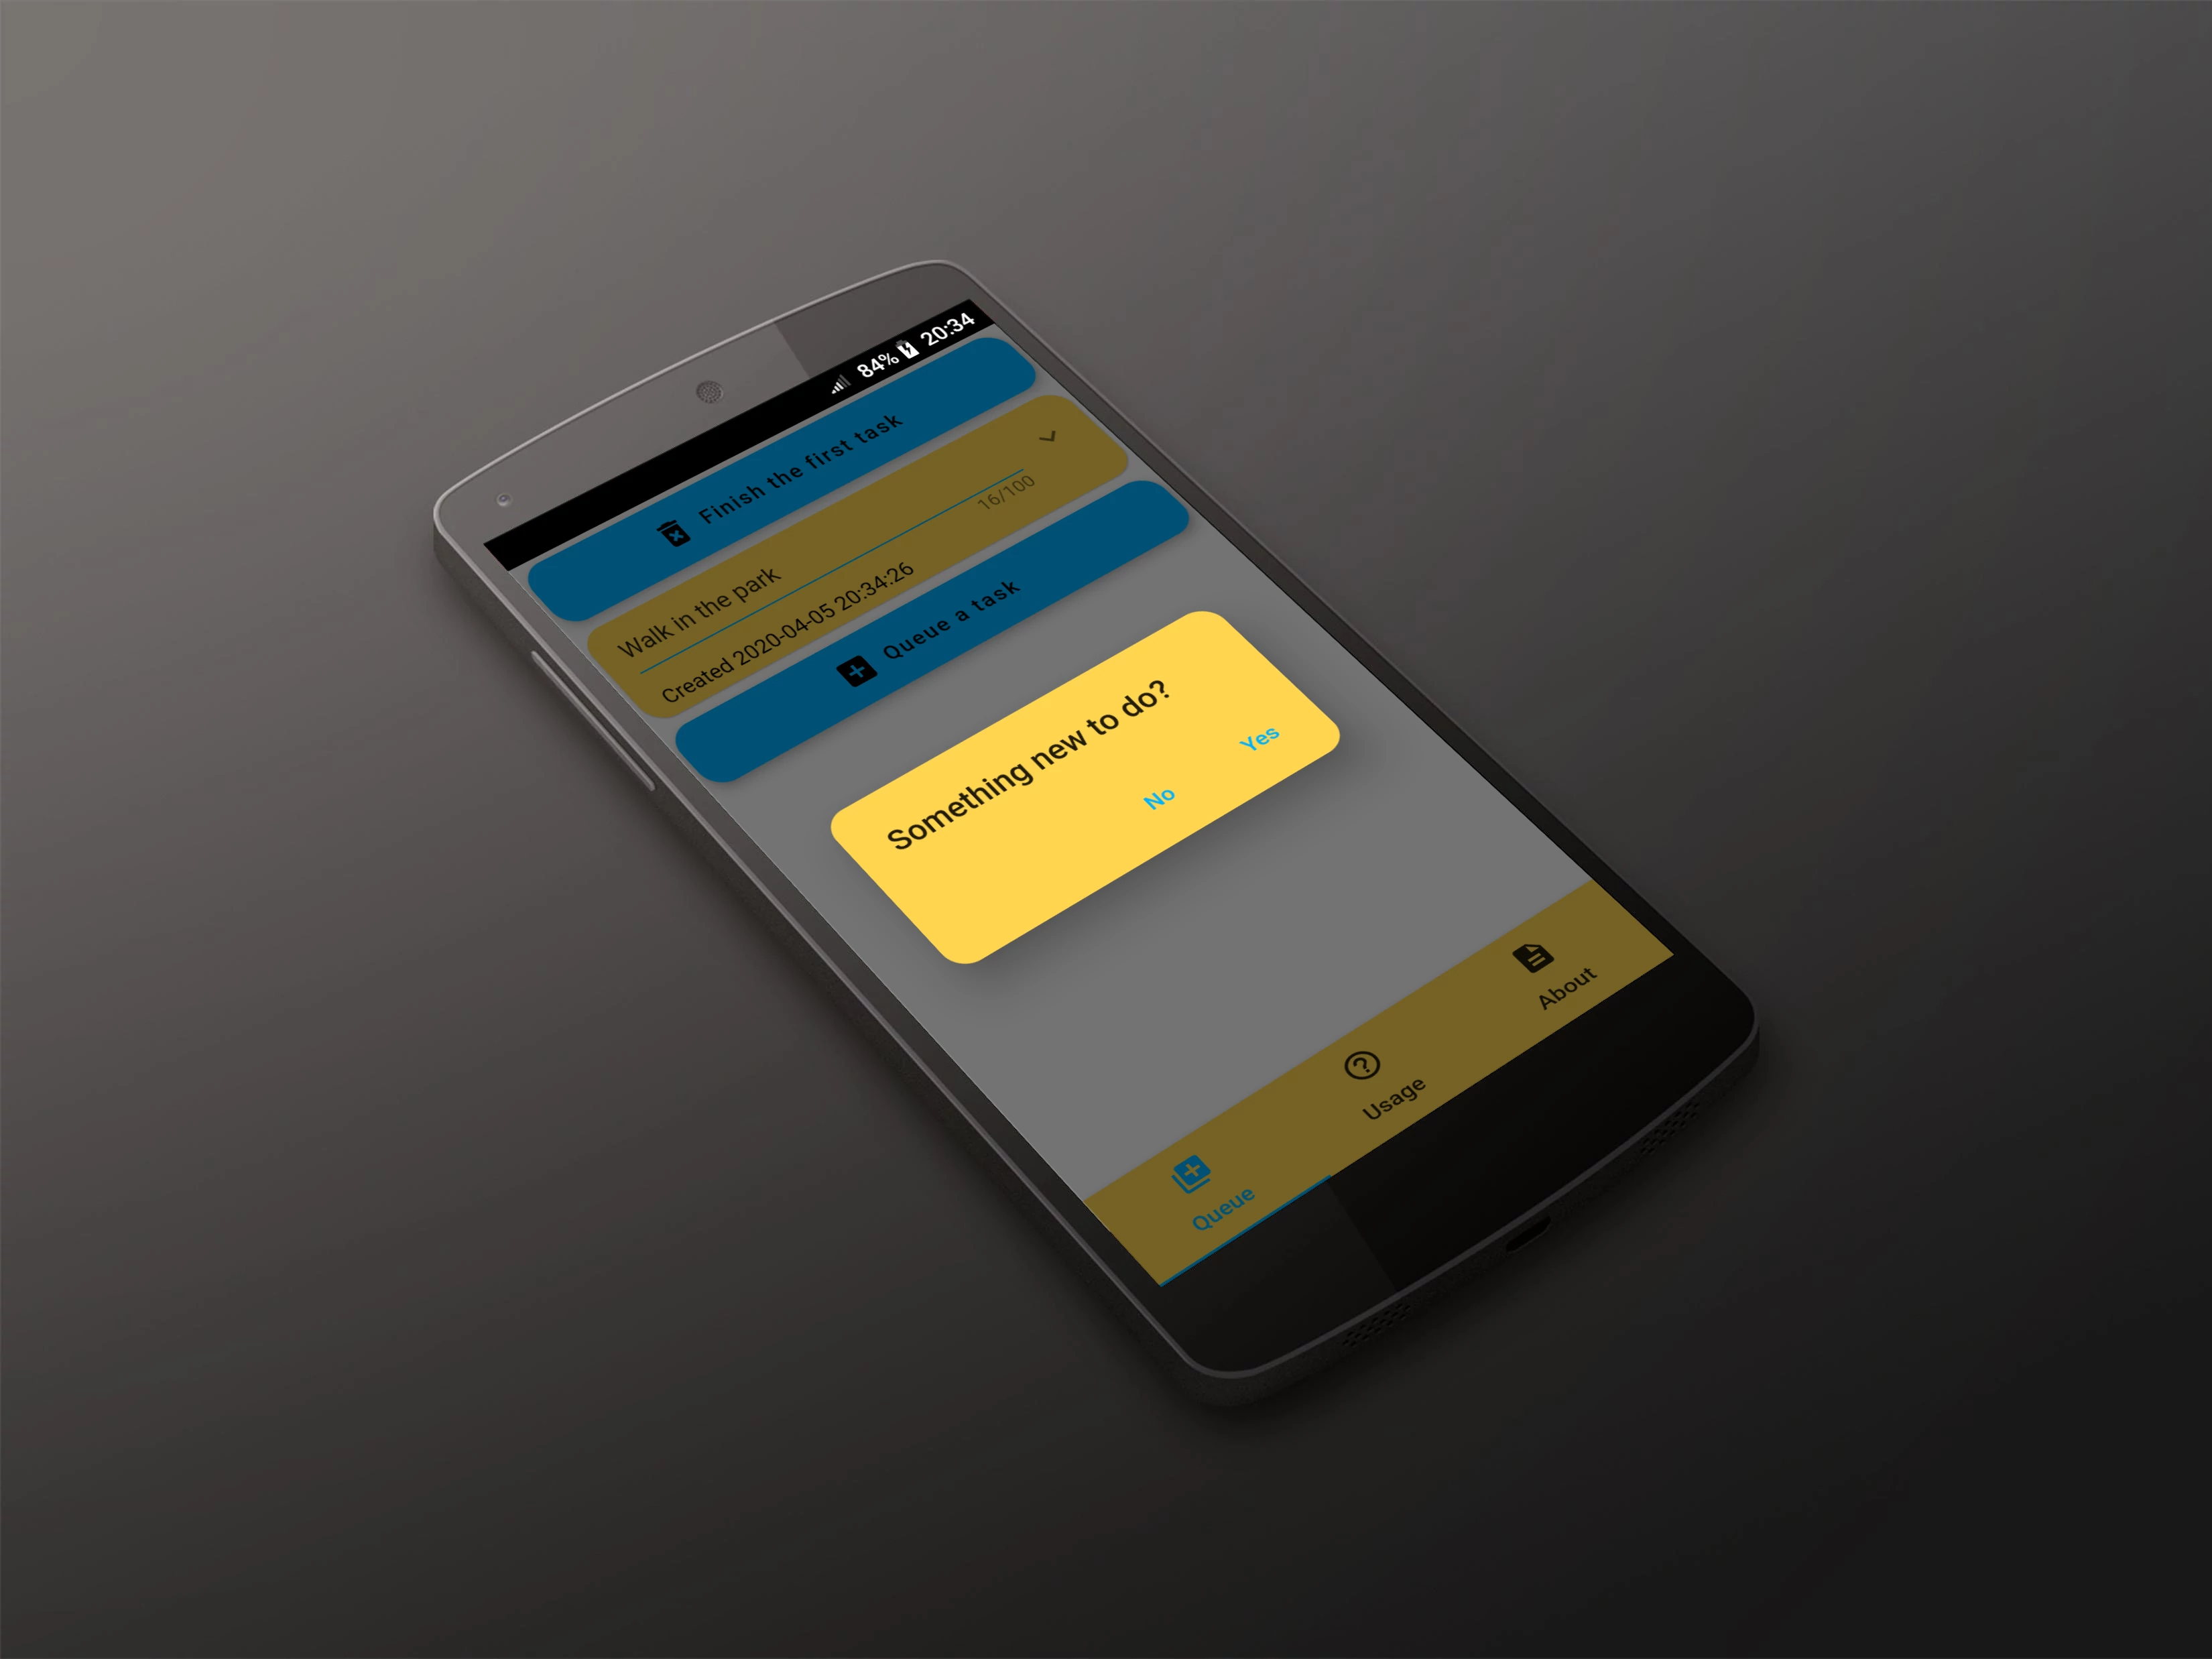 84% 20:34
Finish the first task
Walk in the park
16/100
Created 2020-04-05 20:34:26
Queue a task
Something new to do?
No Yes
Queue Usage About